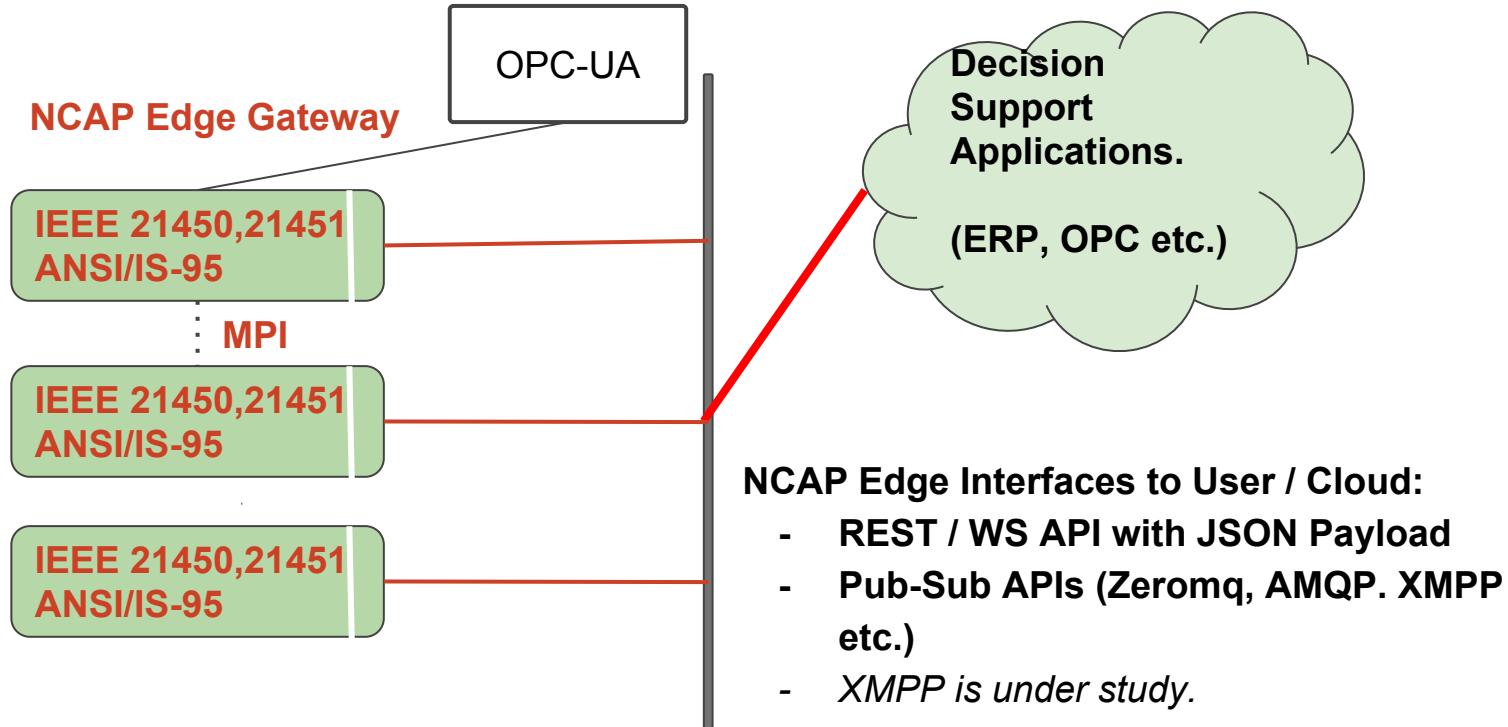 OPC-UA
NCAP Edge Gateway
IEEE 21450,21451
ANSI/IS-95
MPI
IEEE 21450,21451
ANSI/IS-95
IEEE 21450,21451
ANSI/IS-95
Decision
Support
Applications.
(ERP, OPC etc.)
NCAP Edge Interfaces to User / Cloud:
- REST / WS API with JSON Payload
- Pub-Sub APIs (Zeromq, AMQP. XMPP
etc.)
- XMPP is under study.